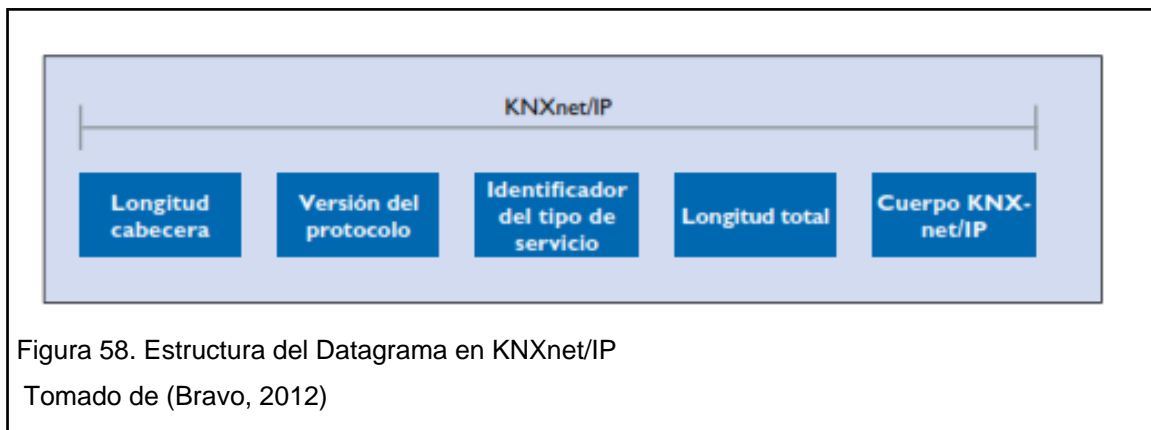 KNXnet/IP
Longitud
cabecera
Versión del
protocolo
Identificador
del tipo de
servicio
Longitud total
Cuerpo KNX-
net/IP
Figura 58. Estructura del Datagrama en KNXnet/IP
Tomado de (Bravo, 2012)